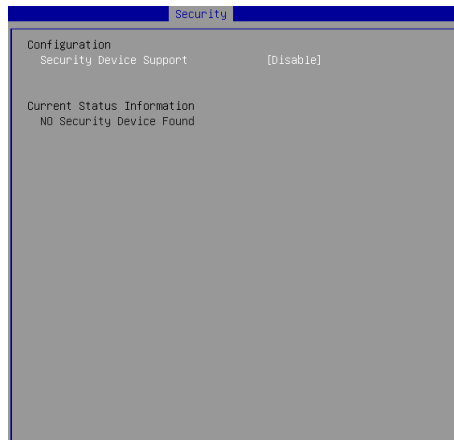 Security
Configuration
Security Device Support [Disable]
Current Status Information
NO Security Device Found